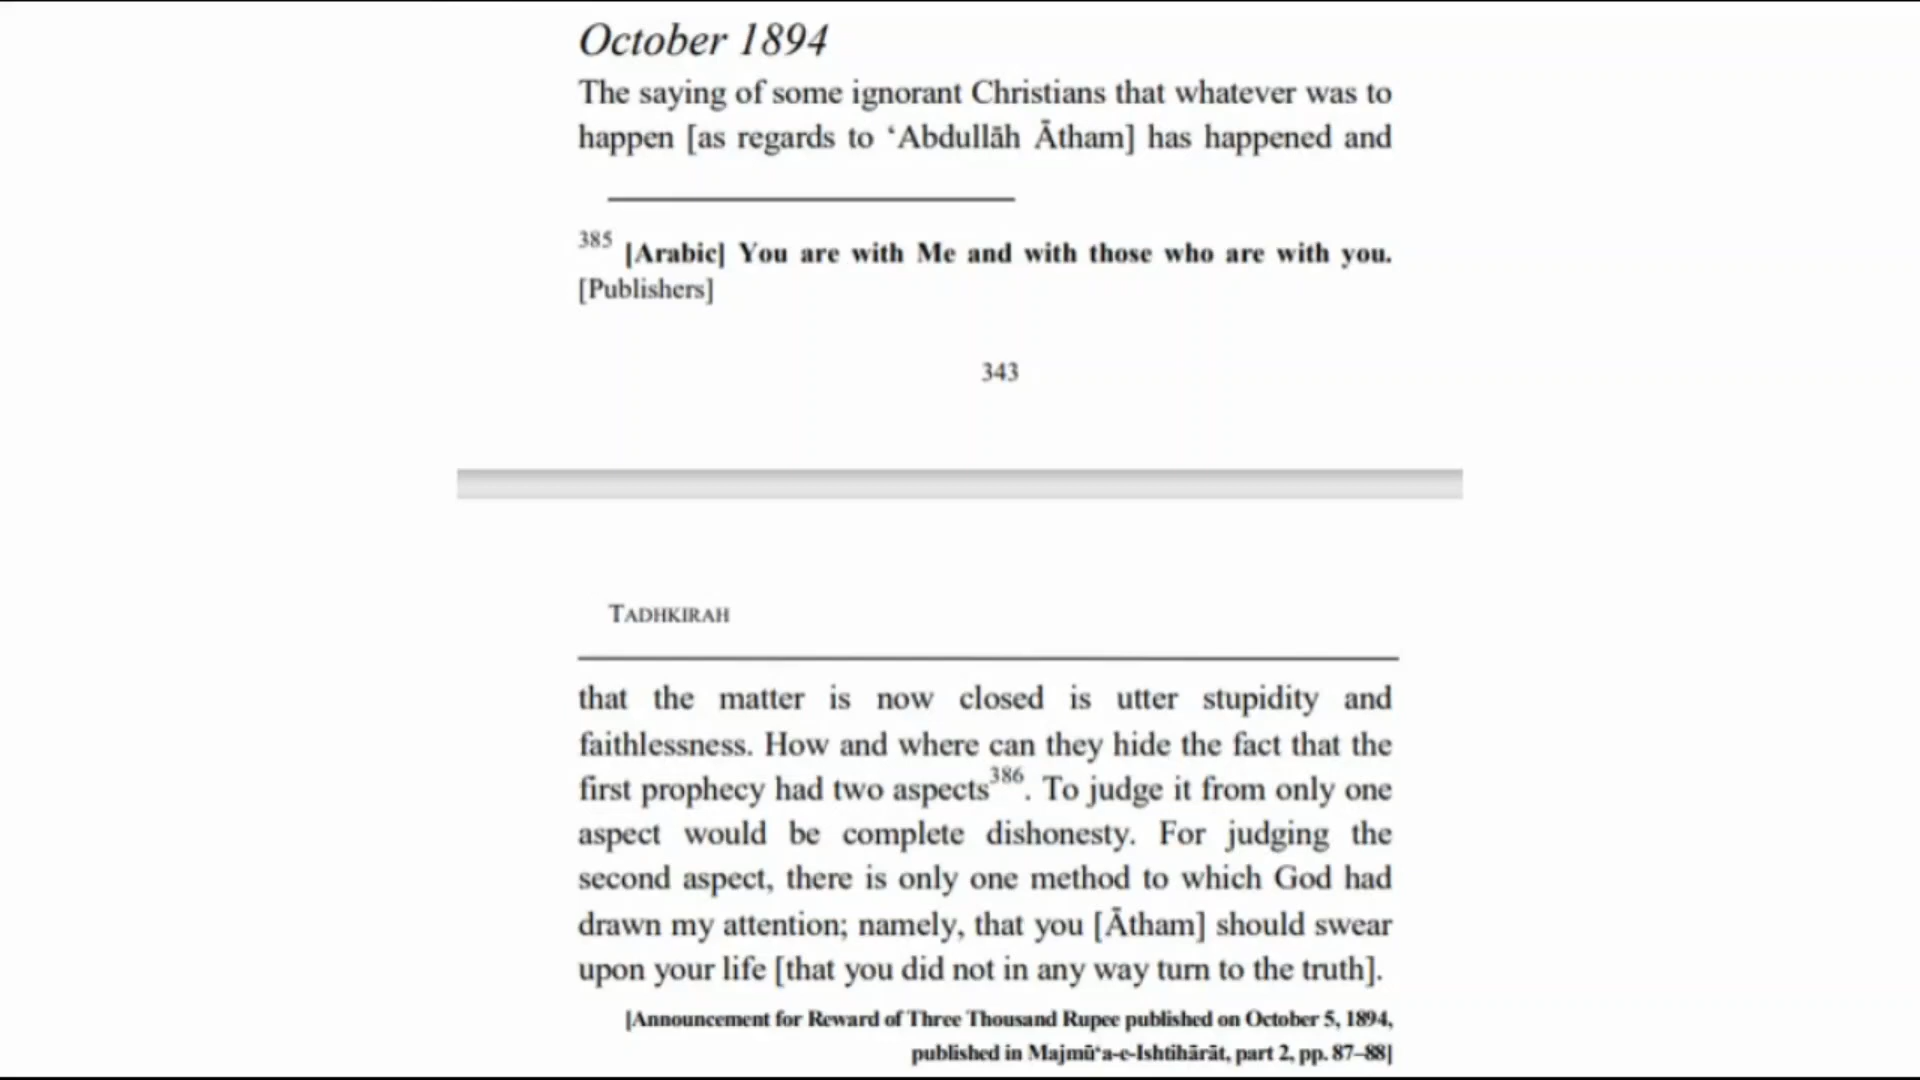 October 1894
The saying of some ignorant Christians that whatever was to
happen [as regards to ‘Abdullāh Ātham] has happened and
385 [Arabic] You are with Me and with those who are with you.
[Publishers]
343
TADHKIRAH
that the matter is now closed is utter stupidity and
faithlessness. How and where can they hide the fact that the
first prophecy had two aspects386. To judge it from only one
aspect would be complete dishonesty. For judging the
second aspect, there is only one method to which God had
drawn my attention; namely, that you [Ātham] should swear
upon your life [that you did not in any way turn to the truth].
[Announcement for Reward of Three Thousand Rupee published on October 5, 1894,
published in Majmū‘a-e-Ishtihārāt, part 2, pp. 87–88]